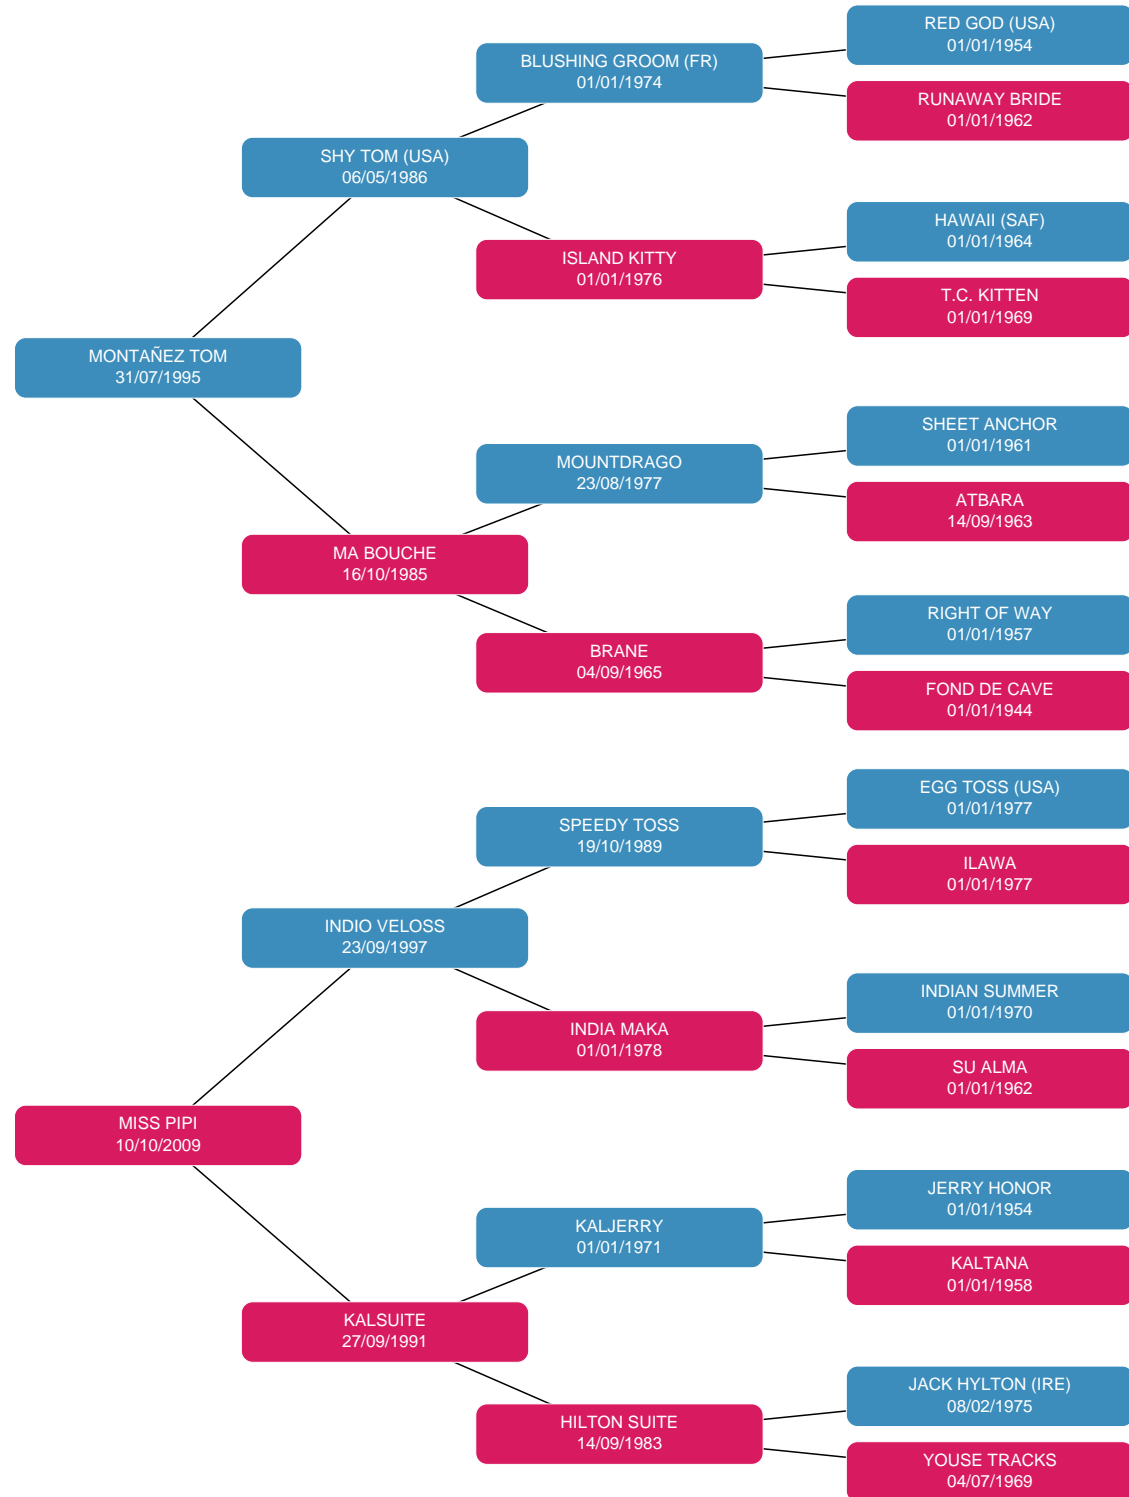 RED GOD (USA)
01/01/1954
BLUSHING GROOM (FR)
01/01/1974
RUNAWAY BRIDE
01/01/1962
SHY TOM (USA)
06/05/1986
HAWAII (SAF)
01/01/1964
ISLAND KITTY
01/01/1976
T.C. KITTEN
01/01/1969
MONTAÑEZ TOM
31/07/1995
SHEET ANCHOR
01/01/1961
MOUNTDRAGO
23/08/1977
ATBARA
14/09/1963
MA BOUCHE
16/10/1985
RIGHT OF WAY
01/01/1957
BRANE
04/09/1965
FOND DE CAVE
01/01/1944
EGG TOSS (USA)
01/01/1977
SPEEDY TOSS
19/10/1989
ILAWA
01/01/1977
INDIO VELOSS
23/09/1997
INDIAN SUMMER
01/01/1970
INDIA MAKA
01/01/1978
SU ALMA
01/01/1962
MISS PIPI
10/10/2009
JERRY HONOR
01/01/1954
KALJERRY
01/01/1971
KALTANA
01/01/1958
KALSUITE
27/09/1991
JACK HYLTON (IRE)
08/02/1975
HILTON SUITE
14/09/1983
YOUSE TRACKS
04/07/1969